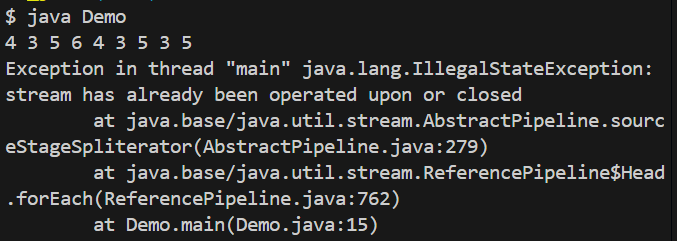 $ java Demo
4 3 5 6 4 3 5 3 5
Exception in thread "main" java.lang.IllegalStateException:
stream has already been operated upon or closed
at java.base/java.util.stream.AbstractPipeline.sourc
eStageSpliterator(AbstractPipeline.java:279)
at java.base/java.util.stream.ReferencePipeline$Head
.forEach(ReferencePipeline.java:762)
at Demo.main(Demo.java:15)